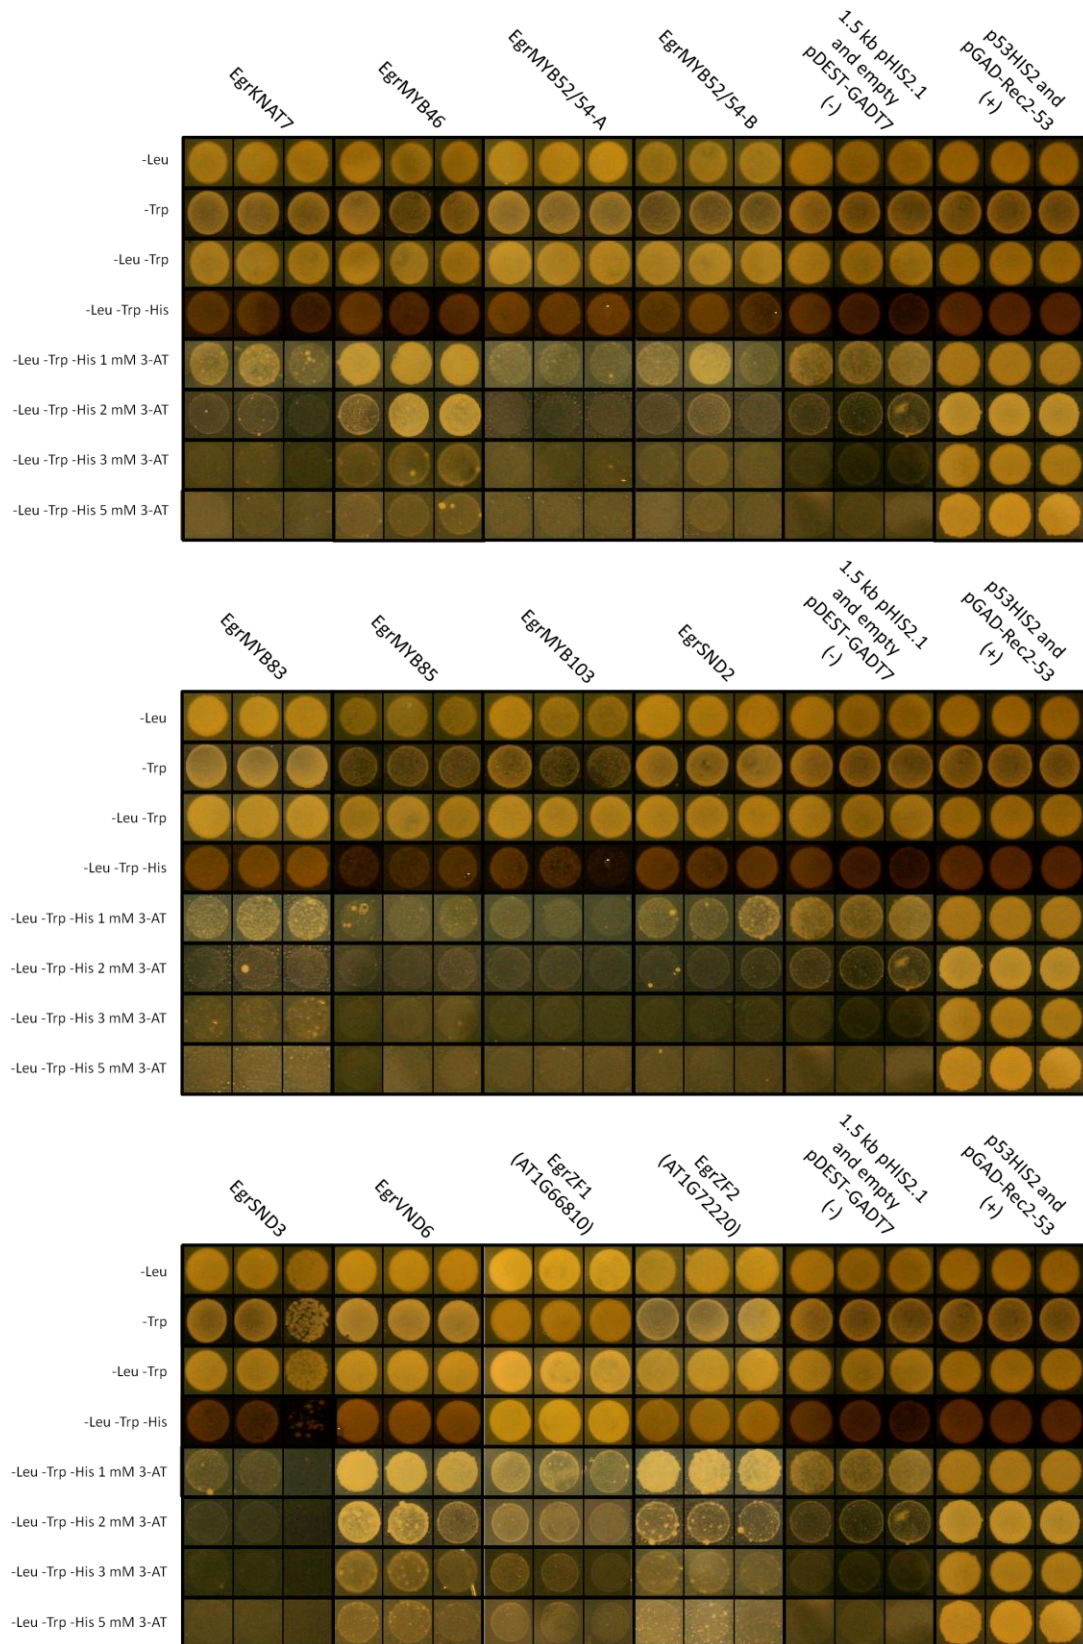 EgrKNAT7
EgrMYB46
EgrMYB52/54-A
EgrMYB52/54-B
1.5 kb pHIS2.1
and empty
pDEST-GADT7
(-)
p53HIS2 and
pGAD-Rec2-53
(+)
-Leu
-Trp
-Leu -Trp
-Leu -Trp -His
-Leu -Trp -His 1 mM 3-AT
-Leu -Trp -His 2 mM 3-AT
-Leu -Trp -His 3 mM 3-AT
-Leu -Trp -His 5 mM 3-AT
EgrMYB83
EgrMYB85
EgrMYB103
EgrSND2
1.5 kb pHIS2.1
and empty
pDEST-GADT7
(-)
p53HIS2 and
pGAD-Rec2-53
(+)
-Leu
-Trp
-Leu -Trp
-Leu -Trp -His
-Leu -Trp -His 1 mM 3-AT
-Leu -Trp -His 2 mM 3-AT
-Leu -Trp -His 3 mM 3-AT
-Leu -Trp -His 5 mM 3-AT
EgrSND3
EgrVND6
EgrZF1
(AT1G66810)
EgrZF2
(AT1G72220)
1.5 kb pHIS2.1
and empty
pDEST-GADT7
(-)
p53HIS2 and
pGAD-Rec2-53
(+)
-Leu
-Trp
-Leu -Trp
-Leu -Trp -His
-Leu -Trp -His 1 mM 3-AT
-Leu -Trp -His 2 mM 3-AT
-Leu -Trp -His 3 mM 3-AT
-Leu -Trp -His 5 mM 3-AT